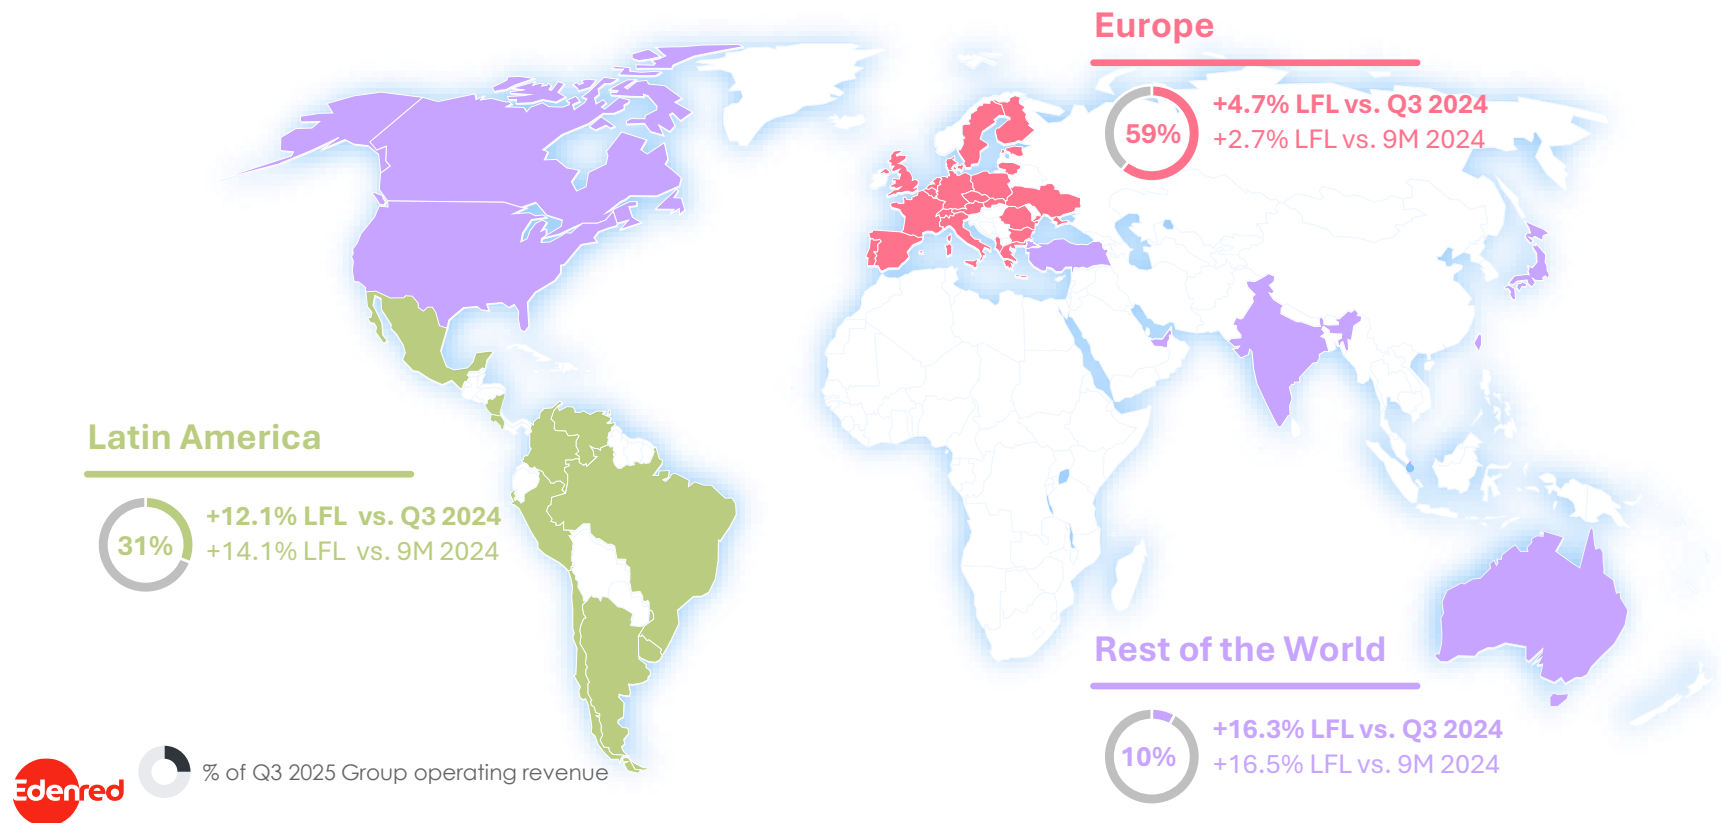 Europe
59%
+4.7% LFL vs. Q3 2024
+2.7% LFL vs. 9M 2024
Latin America
31%
+12.1% LFL vs. Q3 2024
+14.1% LFL vs. 9M 2024
Rest of the World
10%
+16.3% LFL vs. Q3 2024
+16.5% LFL vs. 9M 2024
Edenred
% of Q3 2025 Group operating revenue